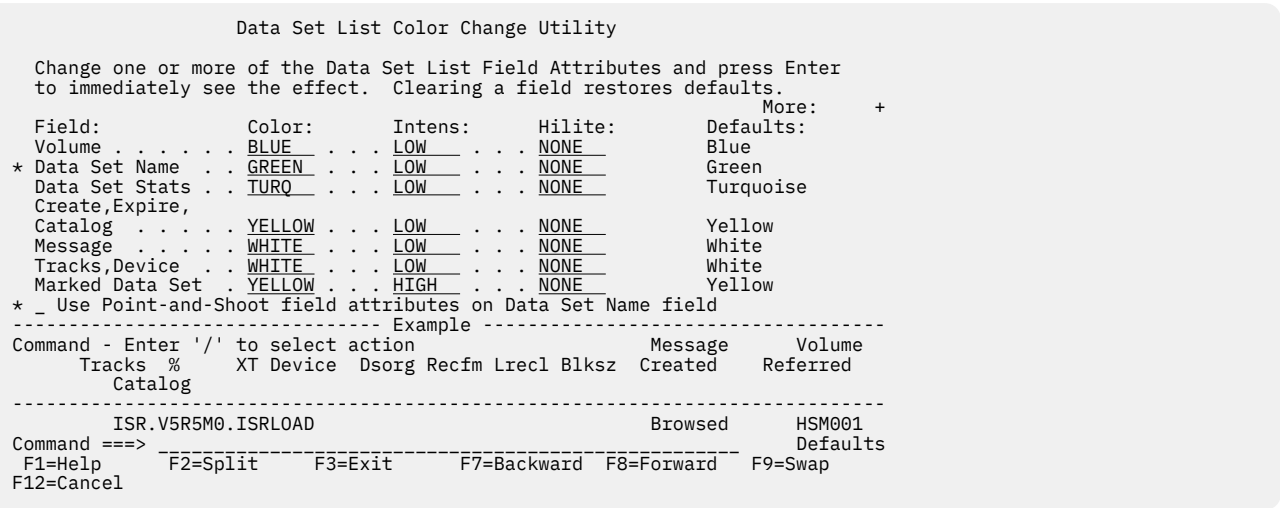 Data Set List Color Change Utility
Change one or more of the Data Set List Field Attributes and press Enter
to immediately see the effect.  Clearing a field restores defaults.
More:     +
Field:             Color:       Intens:      Hilite:        Defaults:
Volume . . . . . . BLUE   . . . LOW    . . . NONE           Blue
* Data Set Name  . . GREEN  . . . LOW    . . . NONE           Green
Data Set Stats . . TURQ   . . . LOW    . . . NONE           Turquoise
Create,Expire,
Catalog  . . . . . YELLOW . . . LOW    . . . NONE           Yellow
Message  . . . . . WHITE  . . . LOW    . . . NONE           White
Tracks,Device  . . WHITE  . . . LOW    . . . NONE           White
Marked Data Set  . YELLOW . . . HIGH   . . . NONE           Yellow
* _ Use Point-and-Shoot field attributes on Data Set Name field
--------------------------------- Example ------------------------------------
Command - Enter '/' to select action                     Message      Volume
Tracks  %     XT Device  Dsorg Recfm Lrecl Blksz  Created    Referred
Catalog
------------------------------------------------------------------------------
ISR.V5R5M0.ISRLOAD                              Browsed      HSM001
Command ===> ____________________________________________________     Defaults
F1=Help      F2=Split     F3=Exit      F7=Backward  F8=Forward   F9=Swap
F12=Cancel